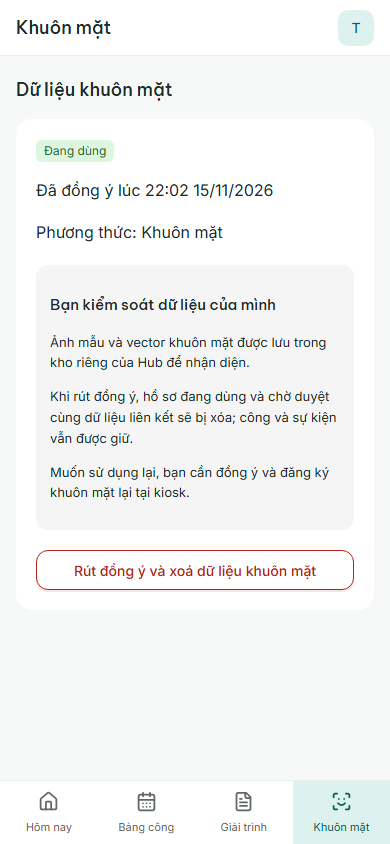 Khuôn mặt
T
Dữ liệu khuôn mặt
Đang dùng
Đã đồng ý lúc 22:02 15/11/2026
Phương thức: Khuôn mặt
Bạn kiểm soát dữ liệu của mình
Ảnh mẫu và vector khuôn mặt được lưu trong
kho riêng của Hub để nhận diện.
Khi rút đồng ý, hồ sơ đang dùng và chờ duyệt
cùng dữ liệu liên kết sẽ bị xóa; công và sự kiện
vẫn được giữ.
Muốn sử dụng lại, bạn cần đồng ý và đăng ký
khuôn mặt lại tại kiosk.
Rút đồng ý và xoá dữ liệu khuôn mặt
Hôm nay
Bảng công
Giải trình
Khuôn mặt